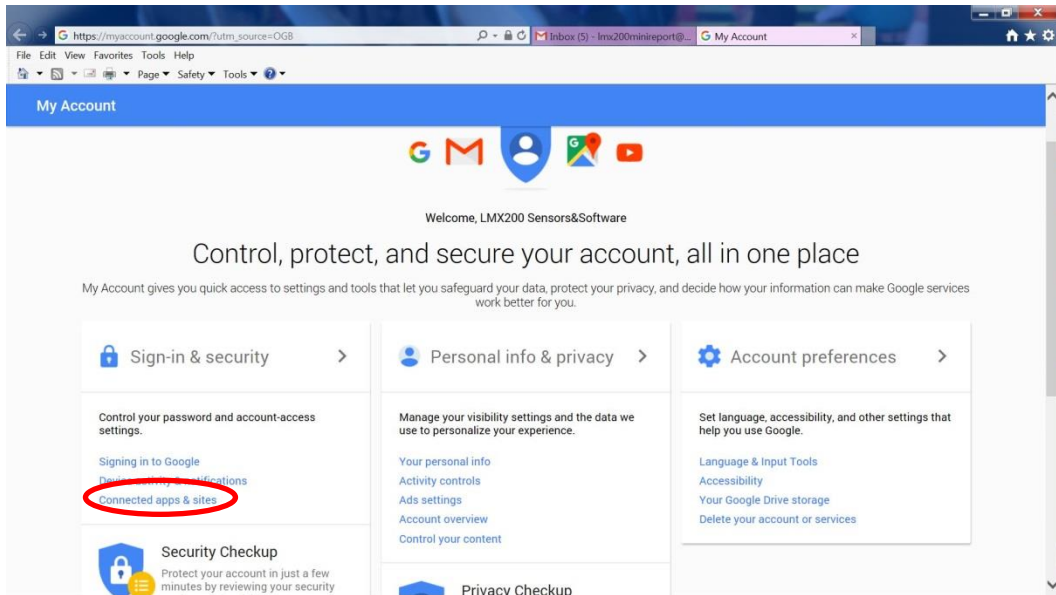 https://myaccount.google.com/?utm_source=OGB
Inbox (5) - lmx200minireport@...
G My Account
File Edit View Favorites Tools Help
Page Safety Tools
My Account
Welcome, LMX200 Sensors&Software
Control, protect, and secure your account, all in one place
My Account gives you quick access to settings and tools that let you safeguard your data, protect your privacy, and decide how your information can make Google services
work better for you.
Sign-in & security
Control your password and account-access
settings.
Signing in to Google
Device activity & notifications
Connected apps & sites
Security Checkup
Protect your account in just a few
minutes by reviewing your security
Personal info & privacy
Manage your visibility settings and the data we
use to personalize your experience.
Your personal info
Activity controls
Ads settings
Account overview
Control your content
Privacy Checkup
Account preferences
Set language, accessibility, and other settings that
help you use Google.
Language & Input Tools
Accessibility
Your Google Drive storage
Delete your account or services